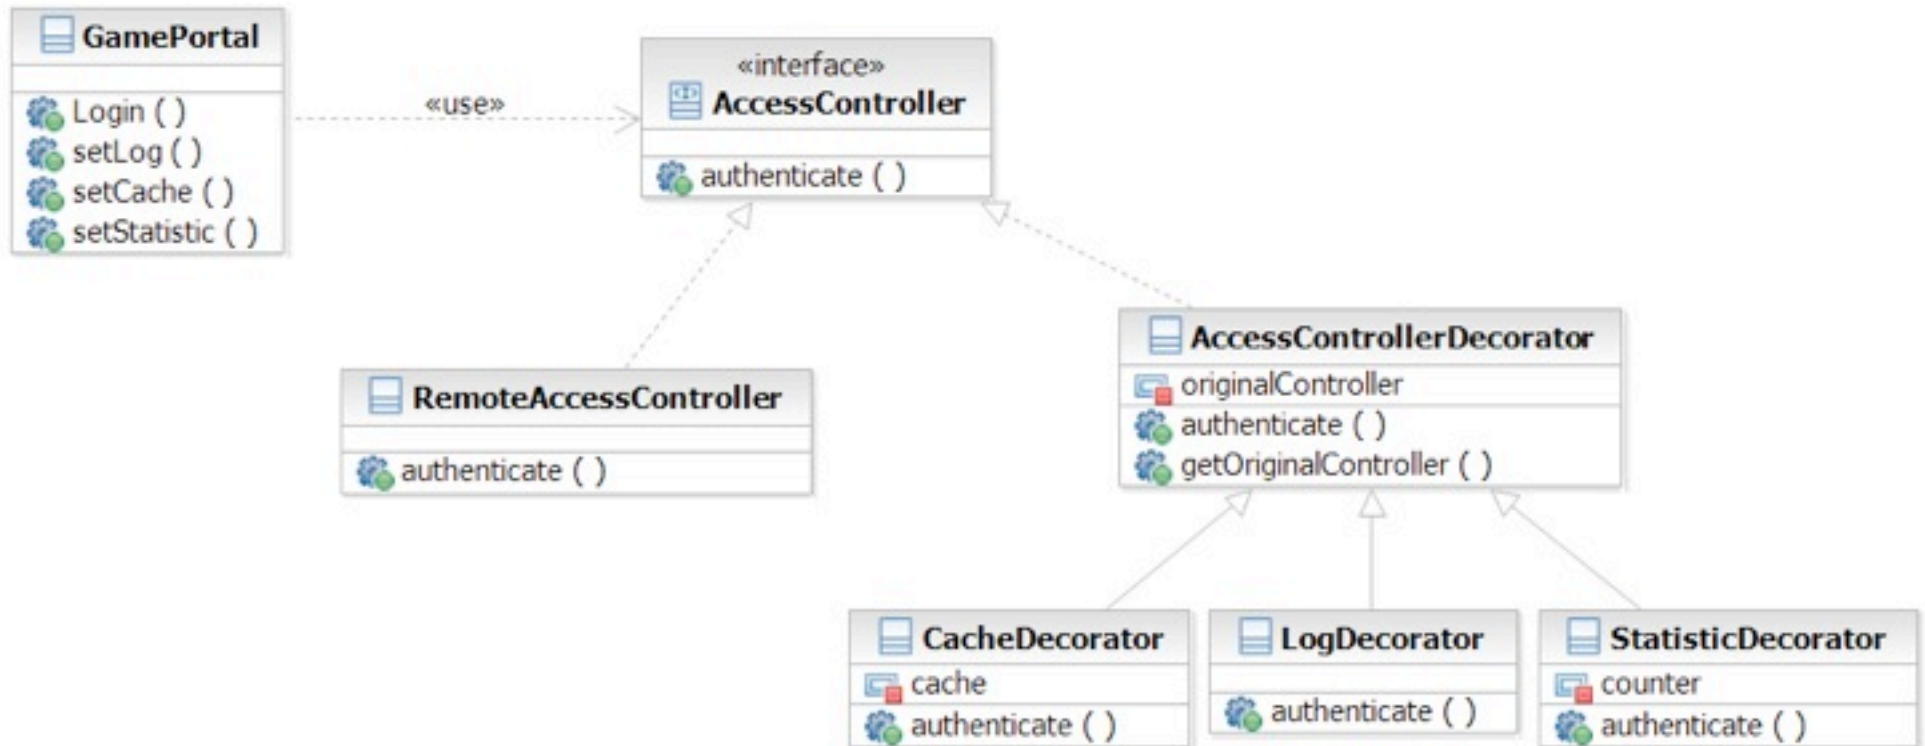 GamePortal
Login ( )
setLog ( )
setCache ( )
setStatistic ( )
«use»
«interface»
AccessController
authenticate ( )
RemoteAccessController
authenticate ( )
AccessControllerDecorator
originalController
authenticate ( )
getOriginalController ( )
CacheDecorator
cache
authenticate ( )
LogDecorator
authenticate ( )
StatisticDecorator
counter
authenticate ( )